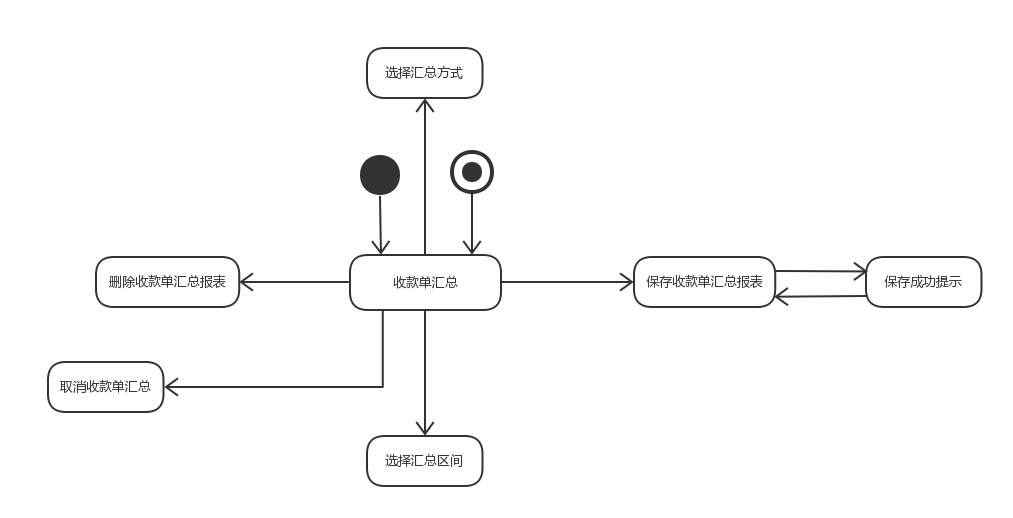 选择汇总方式
删除收款单汇总报表
收款单汇总
保存收款单汇总报表
保存成功提示
取消收款单汇总
选择汇总区间